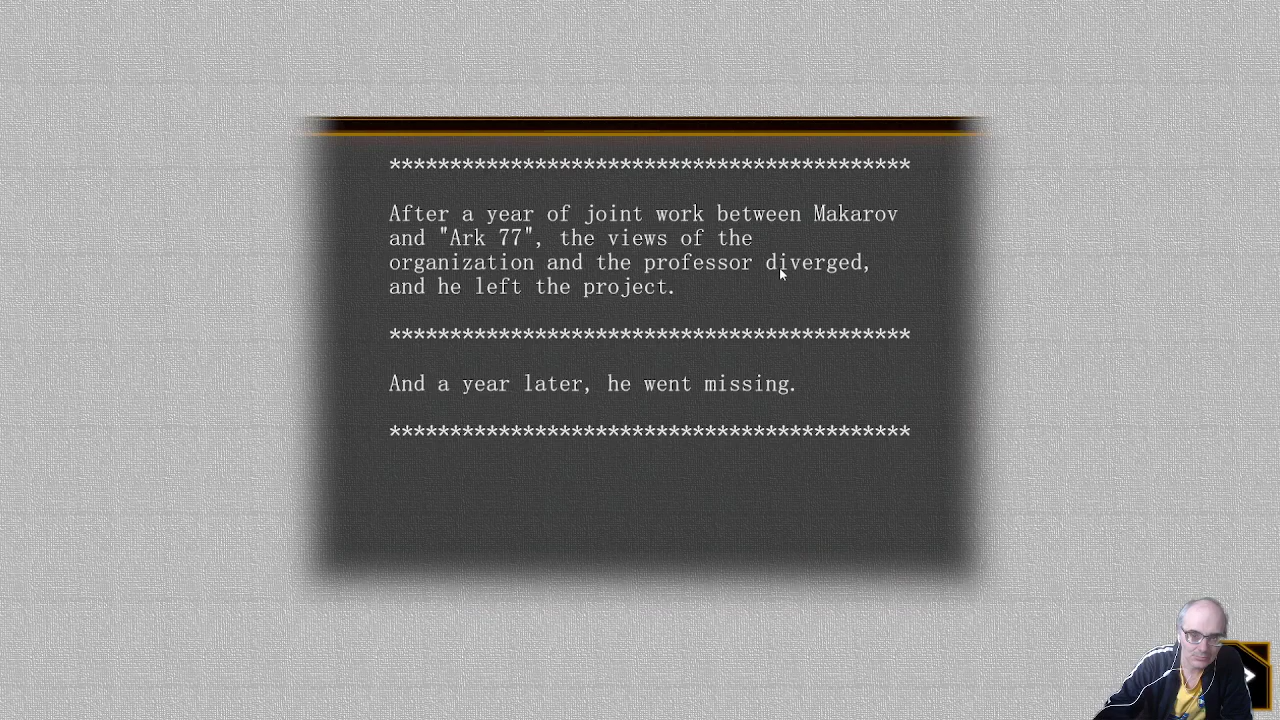 *******************************************
After a year of joint work between Makarov
and "Ark 77", the views of the
organization and the professor diverged,
and he left the project.
*******************************************
And a year later, he went missing.
*******************************************